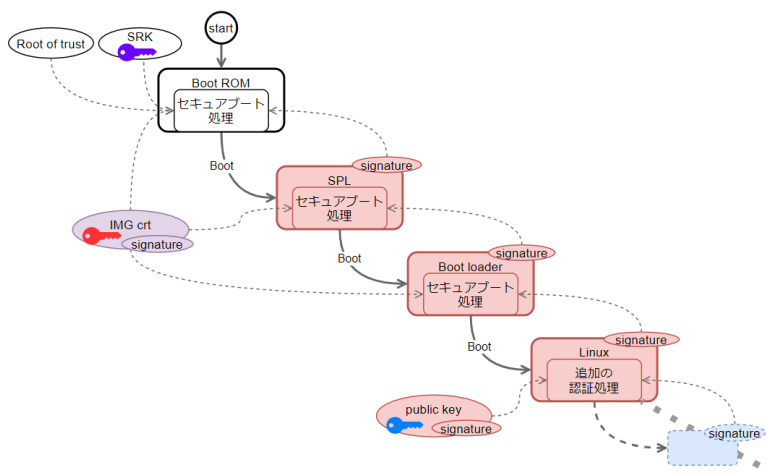 start
Root of trust
SRK
Boot ROM
セキュアブート
処理
Boot
signature
SPL
セキュアブート
処理
IMG crt
signature
Boot
signature
Boot loader
セキュアブート
処理
Boot
signature
Linux
追加の
認証処理
public key
signature
signature